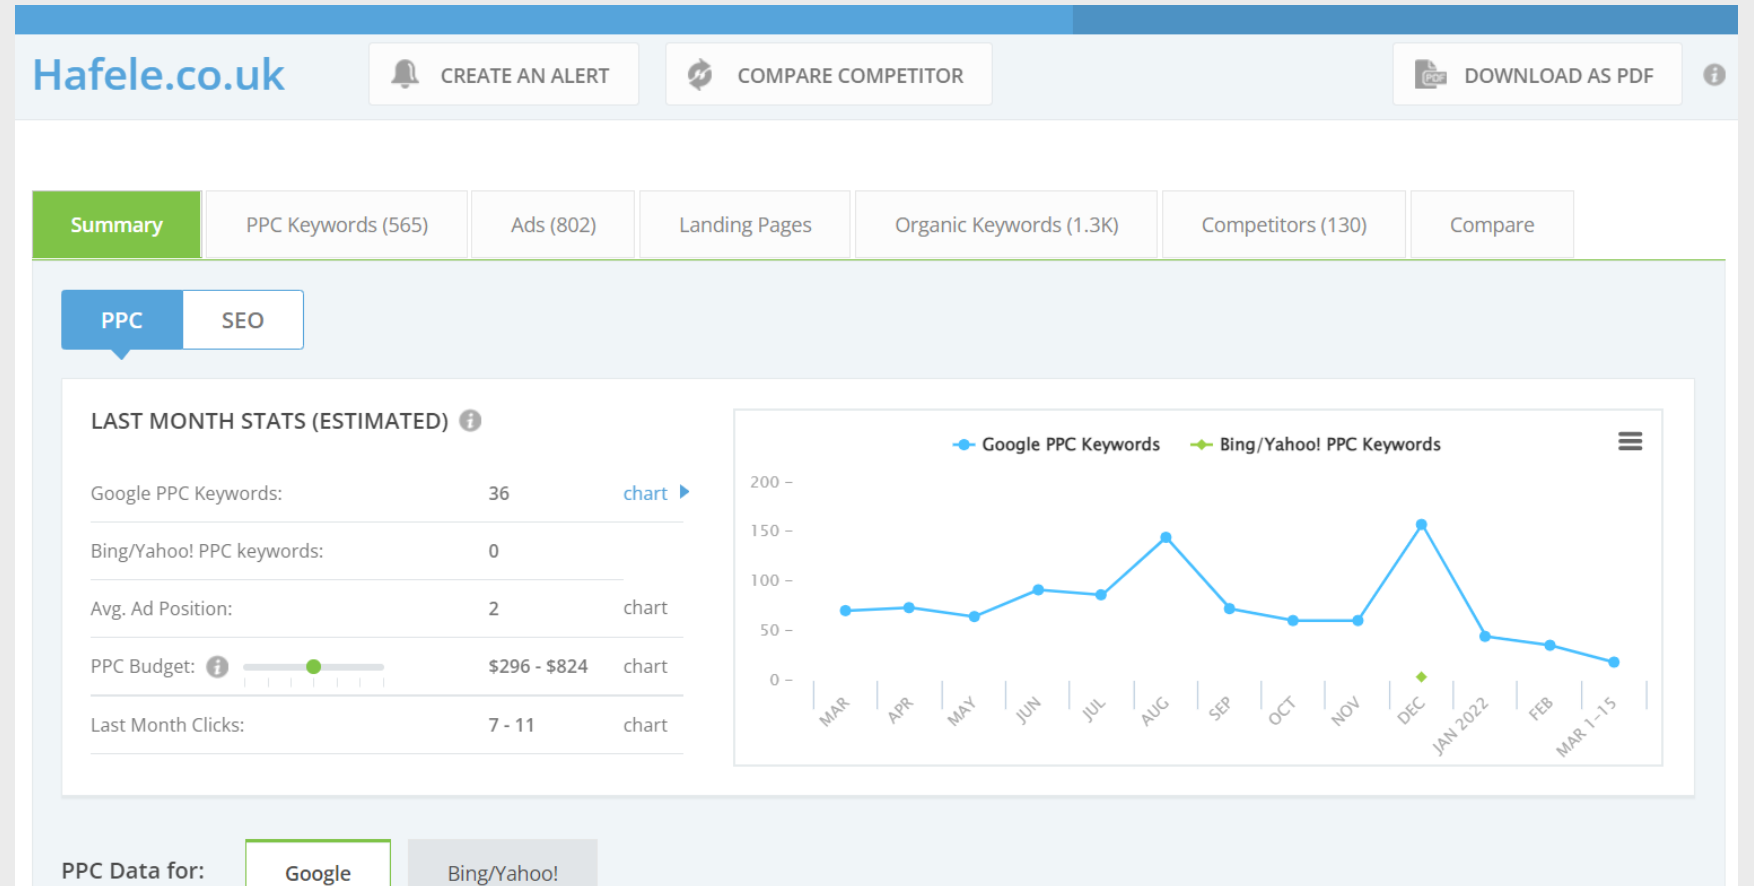 Hafele.co.uk
CREATE AN ALERT
COMPARE COMPETITOR
DOWNLOAD AS PDF
Summary
PPC Keywords (565)
Ads (802)
Landing Pages
Organic Keywords (1.3K)
Competitors (130)
Compare
PPC
SEO
LAST MONTH STATS (ESTIMATED)
Google PPC Keywords: 36 chart
Bing/Yahoo! PPC keywords: 0
Avg. Ad Position: 2 chart
PPC Budget: $296 - $824 chart
Last Month Clicks: 7 - 11 chart
Google PPC Keywords
Bing/Yahoo! PPC Keywords
200
150
100
50
0
MAR
APR
MAY
JUN
JUL
AUG
SEP
OCT
NOV
DEC
JAN 2022
FEB
MAR 1-15
PPC Data for:
Google
Bing/Yahoo!